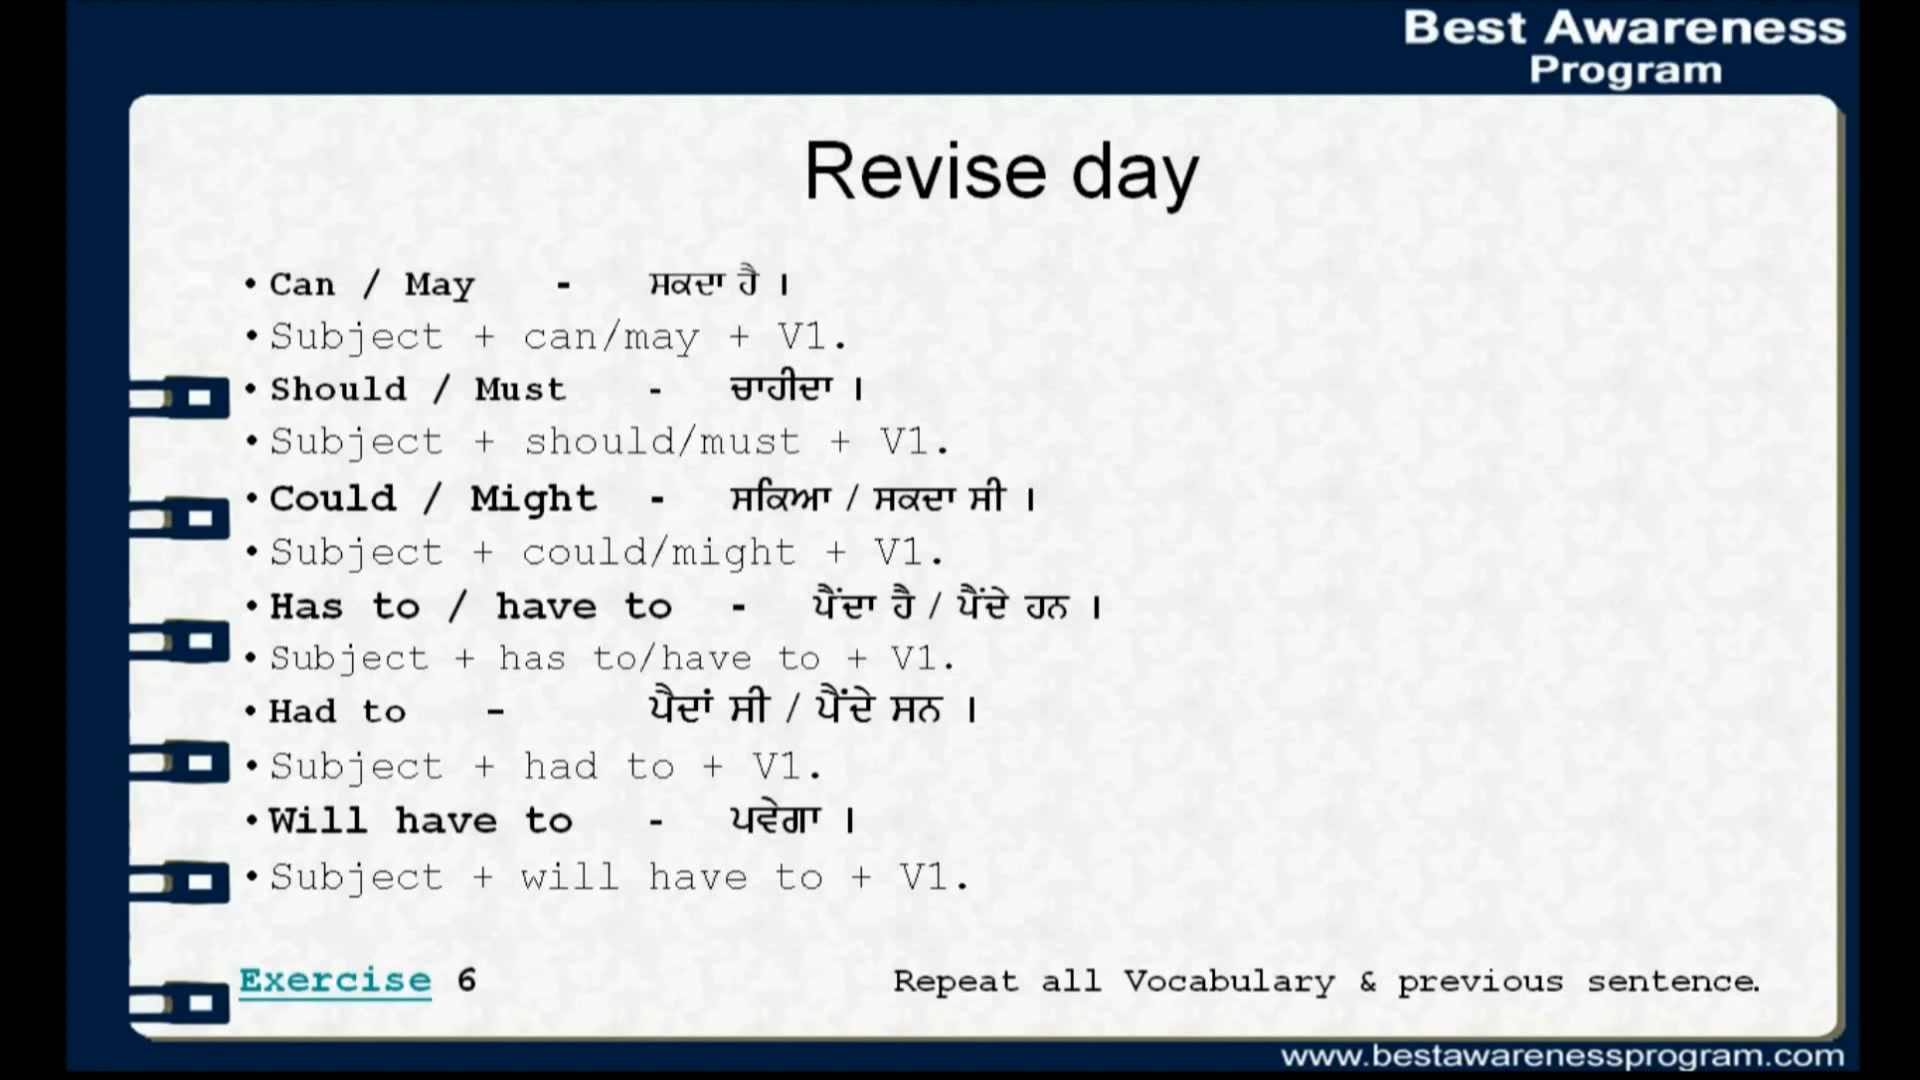 Best Awareness
Program
Revise day
• Can / May - ਸਕਦਾ ਹੈ ।
• Subject + can/may + V1.
• Should / Must - ਚਾਹੀਦਾ ।
• Subject + should/must + V1.
• Could / Might - ਸਕਿਆ / ਸਕਦਾ ਸੀ ।
• Subject + could/might + V1.
• Has to / have to - ਪੈਂਦਾ ਹੈ / ਪੈਂਦੇ ਹਨ ।
• Subject + has to/have to + V1.
• Had to - ਪੈਦਾਂ ਸੀ / ਪੈਂਦੇ ਸਨ ।
• Subject + had to + V1.
• Will have to - ਪਵੇਗਾ ।
• Subject + will have to + V1.
Exercise 6 Repeat all Vocabulary & previous sentence.
www.bestawarenessprogram.com